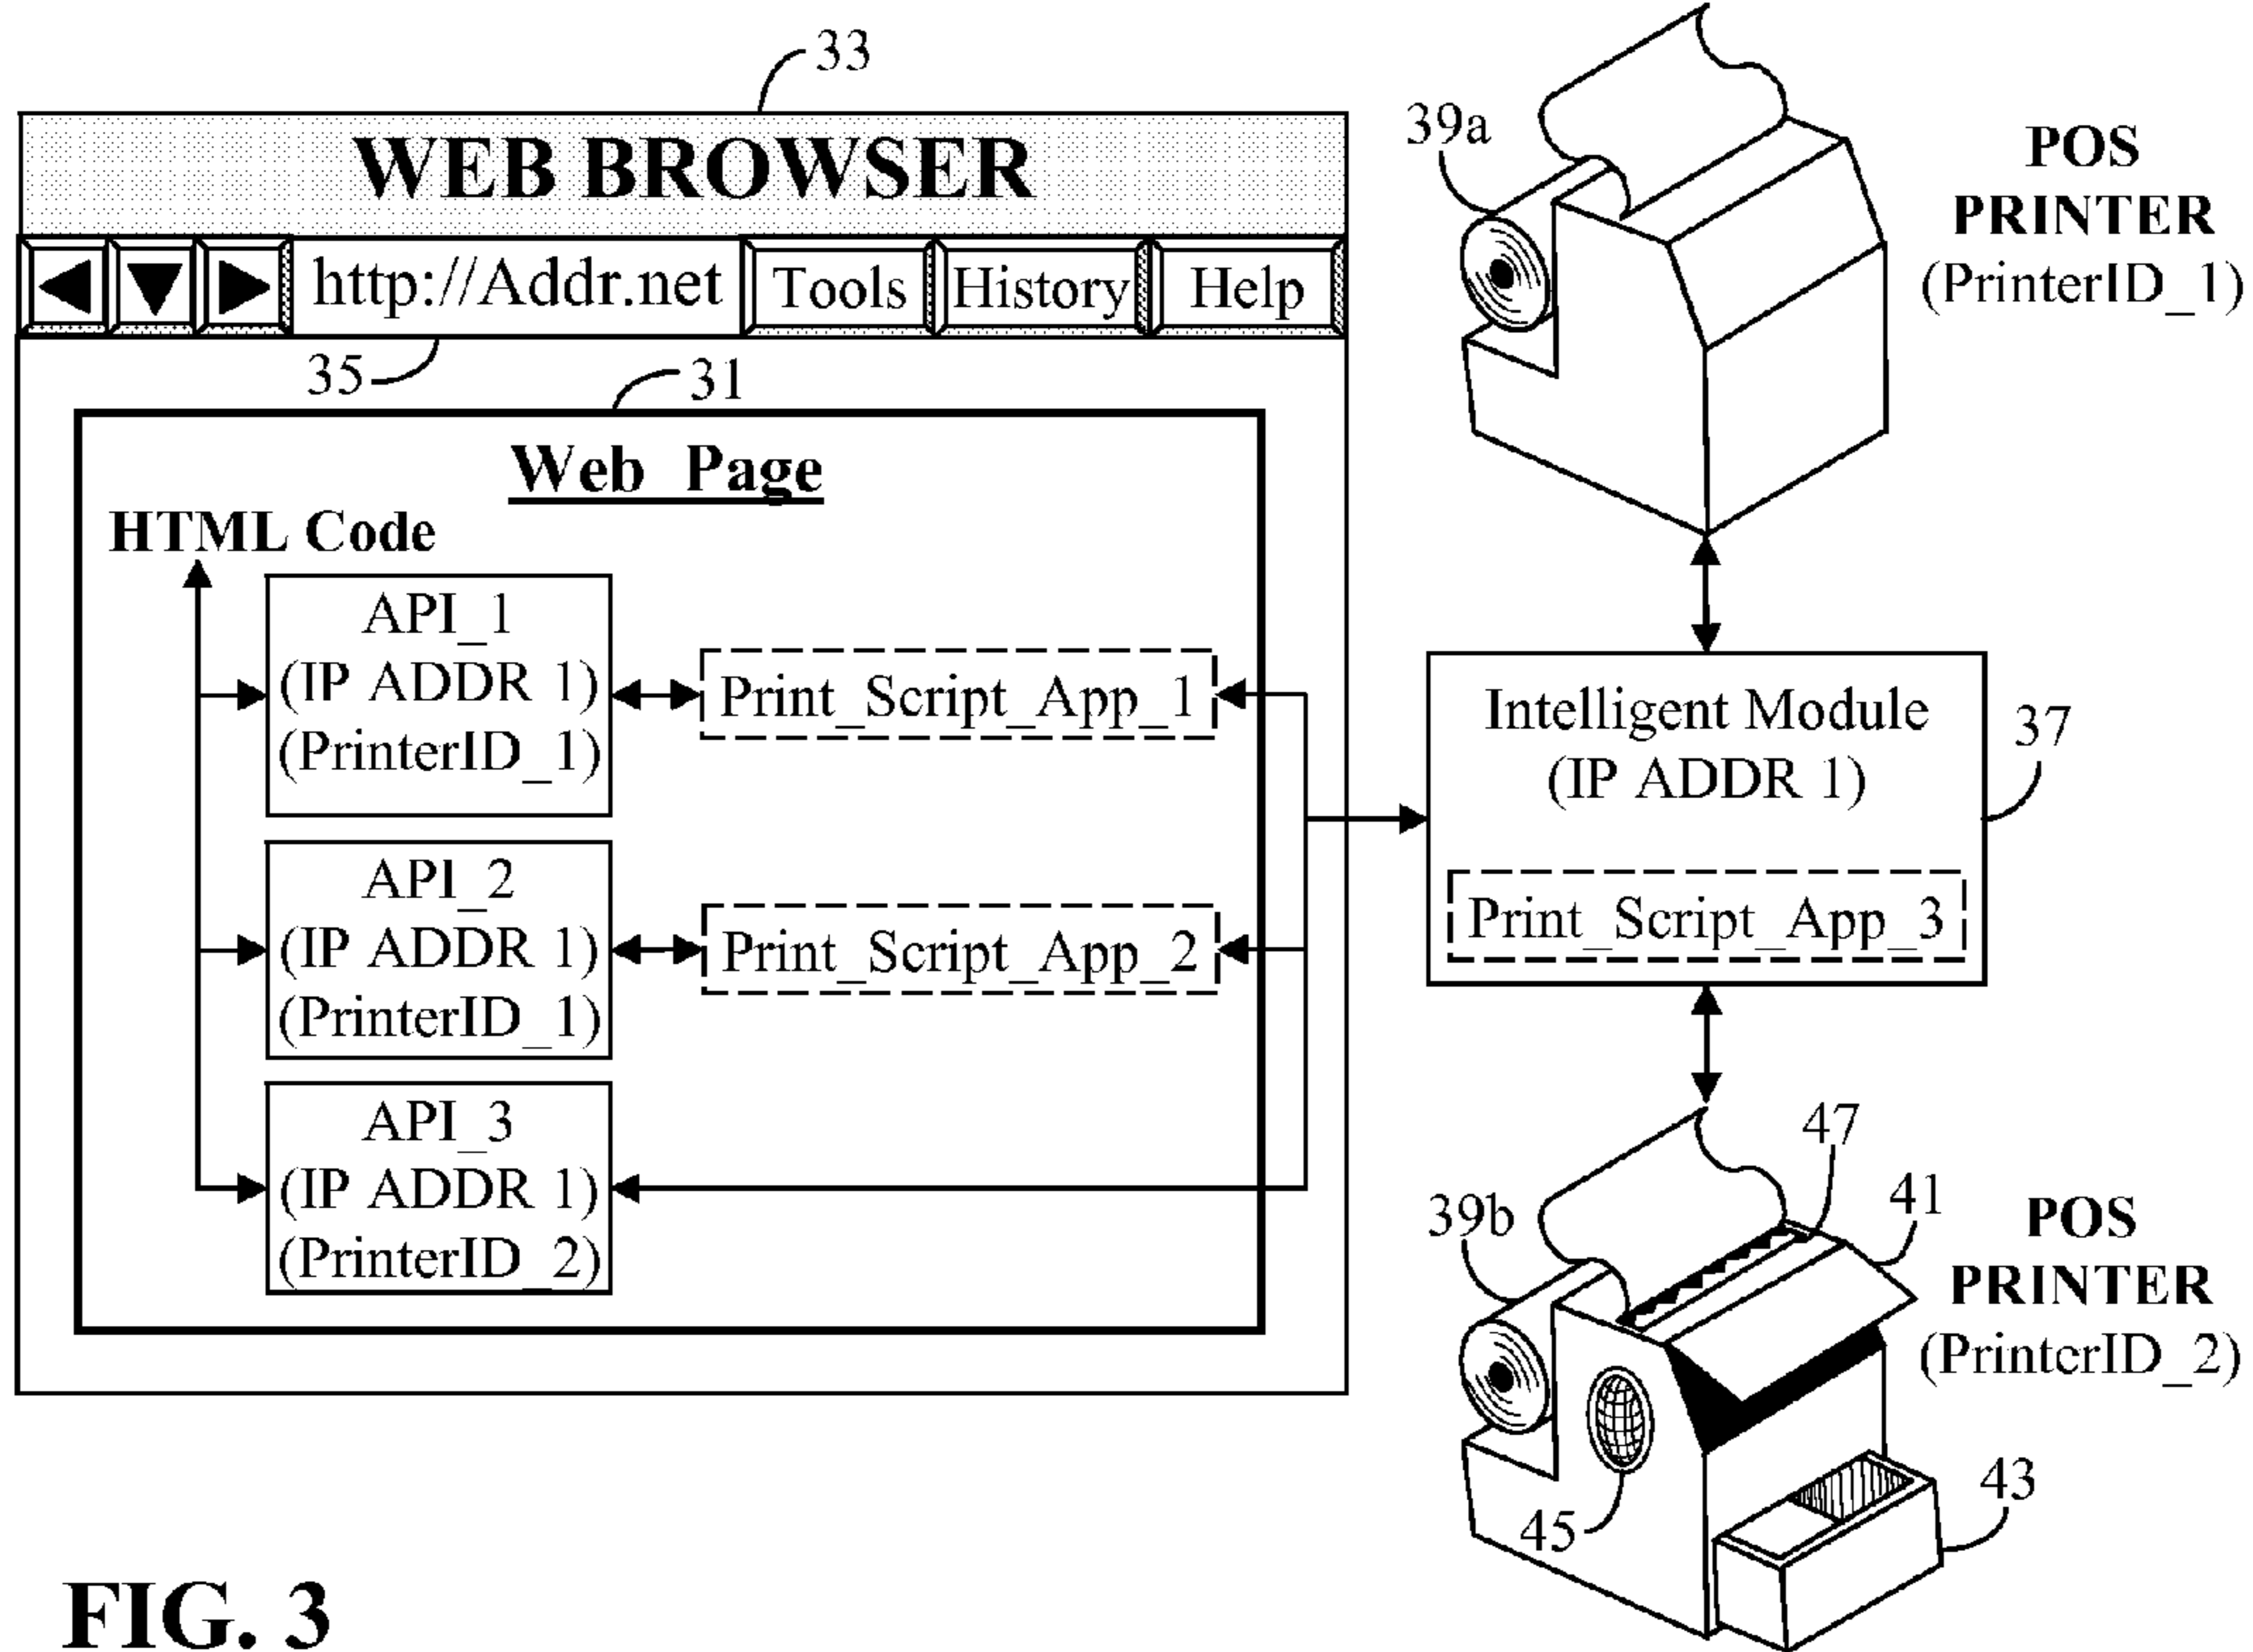 33
WEB BROWSER
http://Addr.net
Tools
History
Help
35
31
Web Page
HTML Code
API_1
(IP ADDR 1)
(PrinterID_1)
Print_Script_App_1
API_2
(IP ADDR 1)
(PrinterID_1)
Print_Script_App_2
API_3
(IP ADDR 1)
(PrinterID_2)
39a
POS
PRINTER
(PrinterID_1)
Intelligent Module
(IP ADDR 1)
Print_Script_App_3
37
47
41
39b
POS
PRINTER
(PrinterID_2)
45
43
FIG. 3